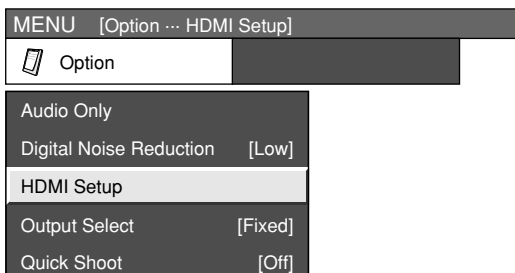 MENU [Option ··· HDMI Setup]
Option
Audio Only
Digital Noise Reduction [Low]
HDMI Setup
Output Select [Fixed]
Quick Shoot [Off]